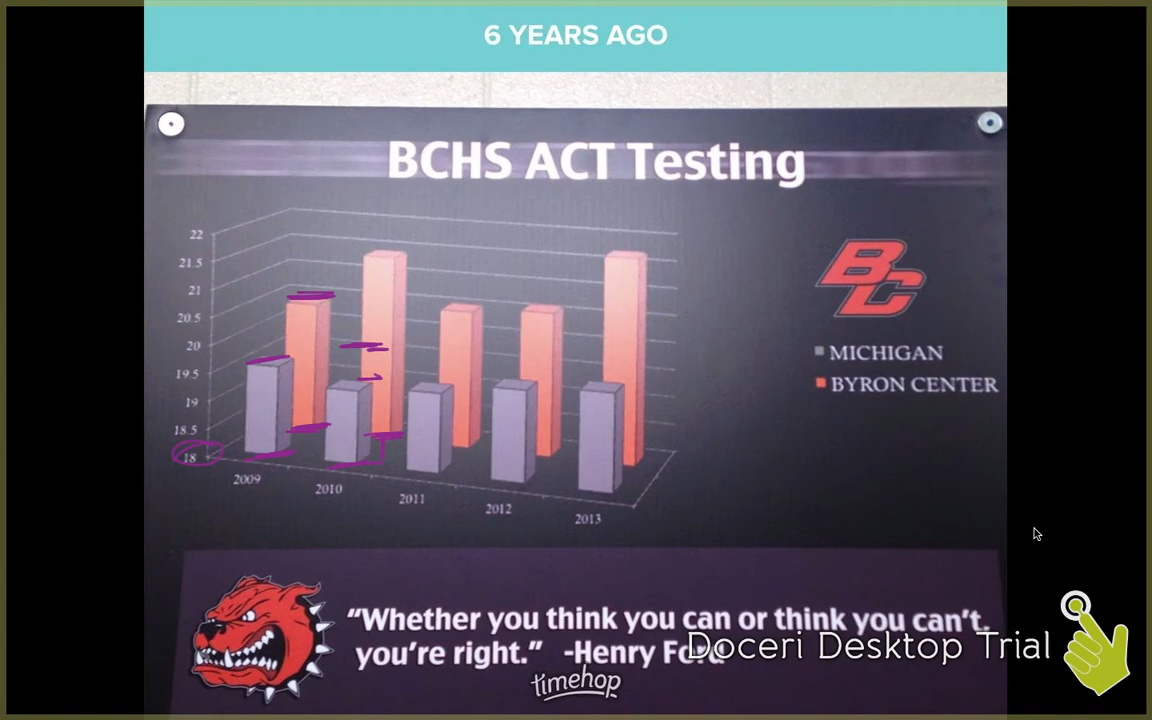 6 YEARS AGO
BCHS ACT Testing
22
21.5
21
20.5
20
19.5
19
18.5
18
2009
2010
2011
2012
2013
BC
MICHIGAN
BYRON CENTER
"Whether you think you can or think you can't,
you're right." -Henry Ford
Doceri Desktop Trial
timehop